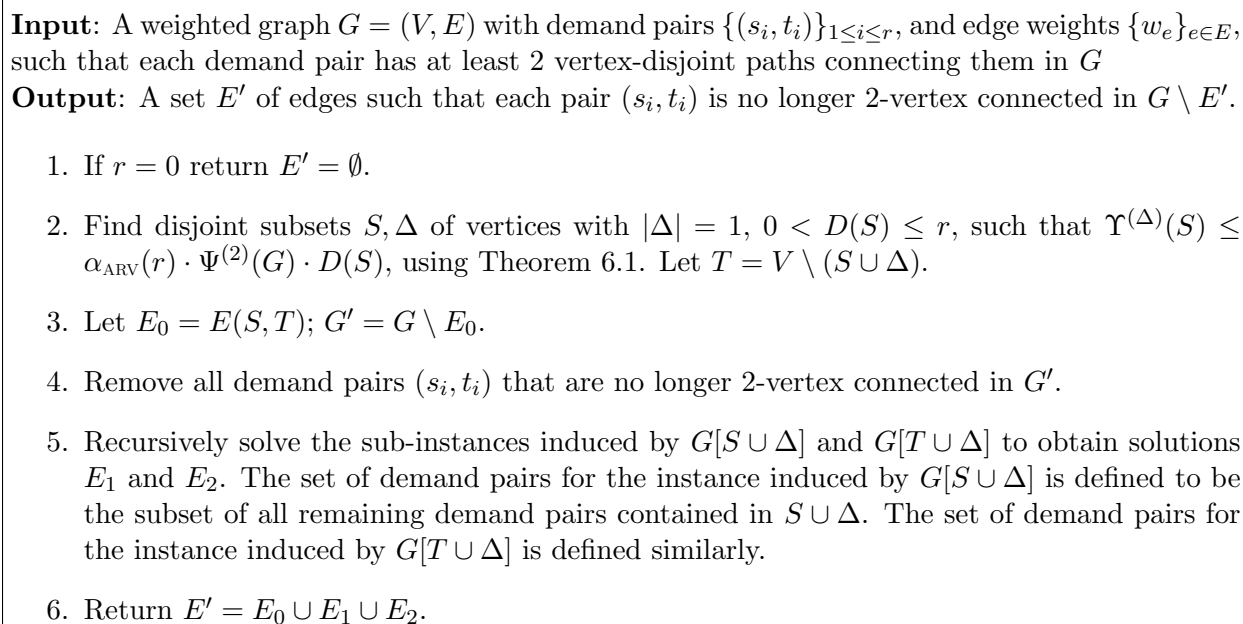 Input: A weighted graph G = (V, E) with demand pairs {(s_i, t_i)}_{1≤i≤r}, and edge weights {w_e}_{e∈E},
such that each demand pair has at least 2 vertex-disjoint paths connecting them in G
Output: A set E′ of edges such that each pair (s_i, t_i) is no longer 2-vertex connected in G \ E′.
1. If r = 0 return E′ = ∅.
2. Find disjoint subsets S, Δ of vertices with |Δ| = 1, 0 < D(S) ≤ r, such that Υ^{(Δ)}(S) ≤
α_{ARV}(r) · Ψ^{(2)}(G) · D(S), using Theorem 6.1. Let T = V \ (S ∪ Δ).
3. Let E_0 = E(S, T); G′ = G \ E_0.
4. Remove all demand pairs (s_i, t_i) that are no longer 2-vertex connected in G′.
5. Recursively solve the sub-instances induced by G[S ∪ Δ] and G[T ∪ Δ] to obtain solutions
E_1 and E_2. The set of demand pairs for the instance induced by G[S ∪ Δ] is defined to be
the subset of all remaining demand pairs contained in S ∪ Δ. The set of demand pairs for
the instance induced by G[T ∪ Δ] is defined similarly.
6. Return E′ = E_0 ∪ E_1 ∪ E_2.